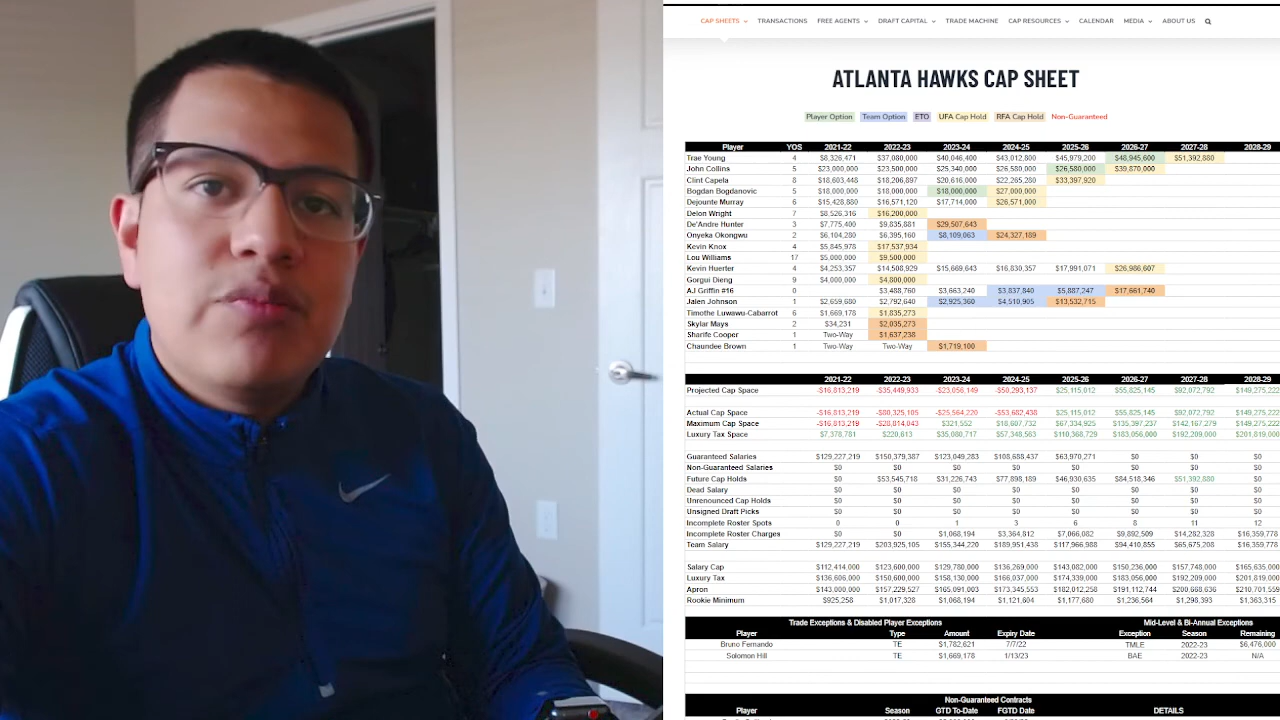 CAP SHEETS TRANSACTIONS FREE AGENTS DRAFT CAPITAL TRADE MACHINE CAP RESOURCES CALENDAR MEDIA ABOUT US
ATLANTA HAWKS CAP SHEET
Player Option Team Option ETO UFA Cap Hold RFA Cap Hold Non-Guaranteed
Player YOS 2021-22 2022-23 2023-24 2024-25 2025-26 2026-27 2027-28 2028-29
Trae Young 4 $8,326,471 $37,080,000 $40,046,400 $43,012,800 $45,979,200 $48,945,600 $51,392,880
John Collins 5 $23,000,000 $23,500,000 $25,340,000 $26,580,000 $26,580,000 $39,870,000
Clint Capela 8 $18,603,448 $18,206,897 $20,616,000 $22,265,280 $33,397,920
Bogdan Bogdanovic 5 $18,000,000 $18,000,000 $18,000,000 $27,000,000
Dejounte Murray 6 $15,428,880 $16,571,120 $17,714,000 $26,571,000
Delon Wright 7 $8,526,316 $16,200,000
De'Andre Hunter 3 $7,775,400 $9,835,881 $29,507,643
Onyeka Okongwu 2 $6,104,280 $6,395,160 $8,109,063 $24,327,189
Kevin Knox 4 $5,845,978 $17,537,934
Lou Williams 17 $5,000,000 $9,500,000
Kevin Huerter 4 $4,253,357 $14,508,929 $15,669,643 $16,830,357 $17,991,071 $26,986,607
Gorgui Dieng 9 $4,000,000 $4,800,000
AJ Griffin #16 0 $3,488,760 $3,663,240 $3,837,840 $5,887,247 $17,661,740
Jalen Johnson 1 $2,659,680 $2,792,640 $2,925,360 $4,510,905 $13,532,715
Timothe Luwawu-Cabarrot 6 $1,669,178 $1,835,273
Skylar Mays 2 $34,231 $2,035,273
Sharife Cooper 1 Two-Way $1,637,238
Chaundee Brown 1 Two-Way Two-Way $1,719,100
2021-22 2022-23 2023-24 2024-25 2025-26 2026-27 2027-28 2028-29
Projected Cap Space -$16,813,219 -$35,449,933 -$23,056,149 -$50,293,137 $25,115,012 $55,825,145 $92,072,792 $149,275,222
Actual Cap Space -$16,813,219 -$80,325,105 -$25,564,220 -$53,682,438 $25,115,012 $55,825,145 $92,072,792 $149,275,222
Maximum Cap Space -$16,813,219 -$28,814,043 $321,552 $18,607,732 $67,334,925 $135,397,237 $142,167,279 $149,275,222
Luxury Tax Space $7,378,781 $220,613 $35,080,717 $57,348,563 $110,368,729 $183,056,000 $192,209,000 $201,819,000
Guaranteed Salaries $129,227,219 $150,379,387 $123,049,283 $108,688,437 $63,970,271 $0 $0 $0
Non-Guaranteed Salaries $0 $0 $0 $0 $0 $0 $0 $0
Future Cap Holds $0 $53,545,718 $31,226,743 $77,898,189 $46,930,635 $84,518,346 $51,392,880 $0
Dead Salary $0 $0 $0 $0 $0 $0 $0 $0
Unrenounced Cap Holds $0 $0 $0 $0 $0 $0 $0 $0
Unsigned Draft Picks $0 $0 $0 $0 $0 $0 $0 $0
Incomplete Roster Spots 0 0 1 3 6 8 11 12
Incomplete Roster Charges $0 $0 $1,068,194 $3,364,812 $7,066,082 $9,892,509 $14,282,328 $16,359,778
Team Salary $129,227,219 $203,925,105 $155,344,220 $189,951,438 $117,966,988 $94,410,855 $65,675,208 $16,359,778
Salary Cap $112,414,000 $123,600,000 $129,780,000 $136,269,000 $143,082,000 $150,236,000 $157,748,000 $165,635,000
Luxury Tax $136,606,000 $150,600,000 $158,130,000 $166,037,000 $174,339,000 $183,056,000 $192,209,000 $201,819,000
Apron $143,000,000 $157,229,527 $165,091,003 $173,345,553 $182,012,258 $191,112,744 $200,668,636 $210,701,559
Rookie Minimum $925,258 $1,017,328 $1,068,194 $1,121,604 $1,177,680 $1,236,564 $1,298,393 $1,363,315
Trade Exceptions & Disabled Player Exceptions Mid-Level & Bi-Annual Exceptions
Player Type Amount Expiry Date Exception Season Remaining
Bruno Fernando TE $1,782,621 7/7/22 TMLE 2022-23 $6,476,000
Solomon Hill TE $1,669,178 1/13/23 BAE 2022-23 N/A
Non-Guaranteed Contracts
Player Season GTD To-Date FGTD Date DETAILS